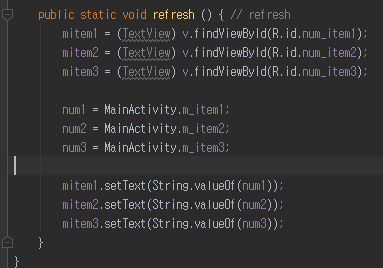 public static void refresh () { // refresh
mitem1 = (TextView) v.findViewById(R.id.num_item1);
mitem2 = (TextView) v.findViewById(R.id.num_item2);
mitem3 = (TextView) v.findViewById(R.id.num_item3);
num1 = MainActivity.m_item1;
num2 = MainActivity.m_item2;
num3 = MainActivity.m_item3;
mitem1.setText(String.valueOf(num1));
mitem2.setText(String.valueOf(num2));
mitem3.setText(String.valueOf(num3));
}
}